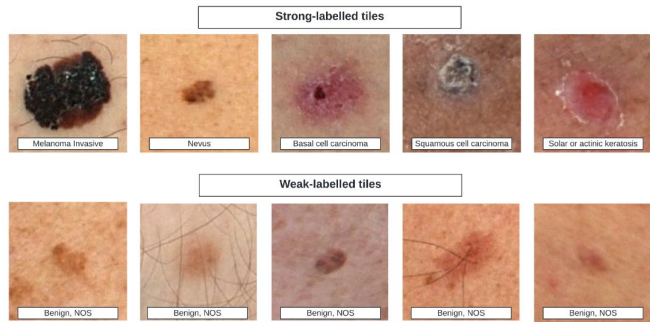 Strong-labelled tiles
Melanoma Invasive
Nevus
Basal cell carcinoma
Squamous cell carcinoma
Solar or actinic keratosis
Weak-labelled tiles
Benign, NOS
Benign, NOS
Benign, NOS
Benign, NOS
Benign, NOS